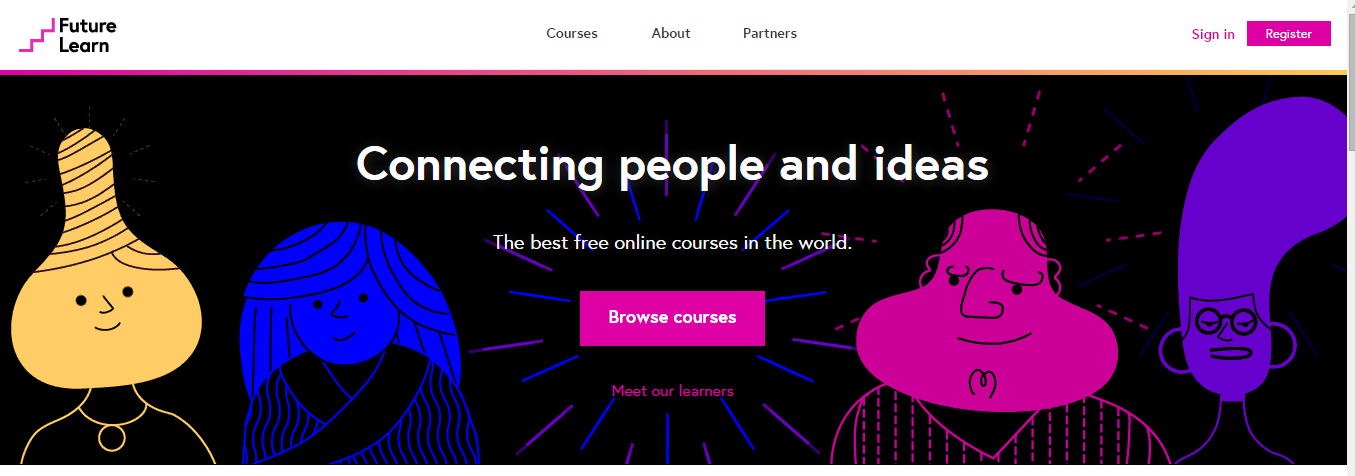 Future
Learn
Courses
About
Partners
Sign in
Register
Connecting people and ideas
The best free online courses in the world.
Browse courses
Meet our learners